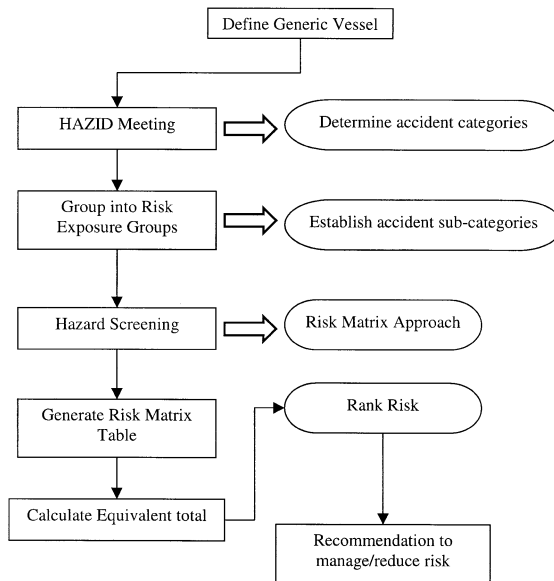 Define Generic Vessel
HAZID Meeting
Determine accident categories
Group into Risk
Exposure Groups
Establish accident sub-categories
Hazard Screening
Risk Matrix Approach
Generate Risk Matrix
Table
Rank Risk
Calculate Equivalent total
Recommendation to
manage/reduce risk